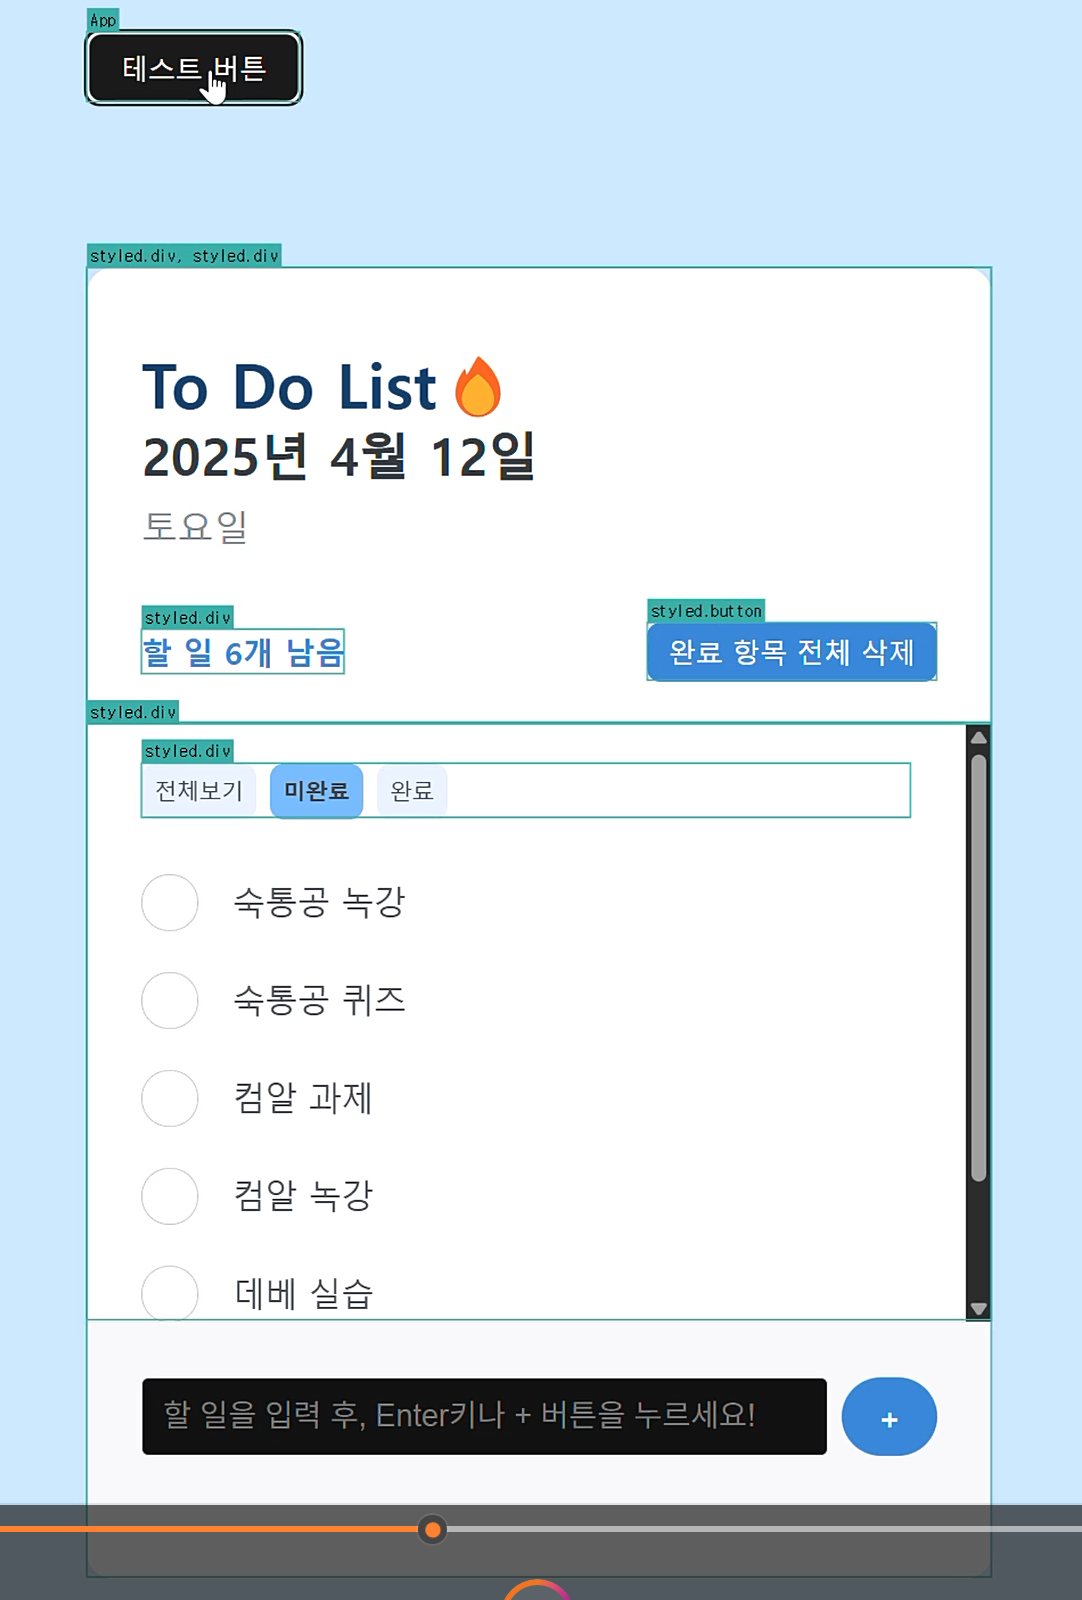 App
테스트 버튼
styled.div, styled.div
To Do List🔥
2025년 4월 12일
토요일
styled.div
할 일 6개 남음
styled.button
완료 항목 전체 삭제
styled.div
styled.div
전체보기 미완료 완료
숙통공 녹강
숙통공 퀴즈
컴알 과제
컴알 녹강
데베 실습
할 일을 입력 후, Enter키나 + 버튼을 누르세요!
+